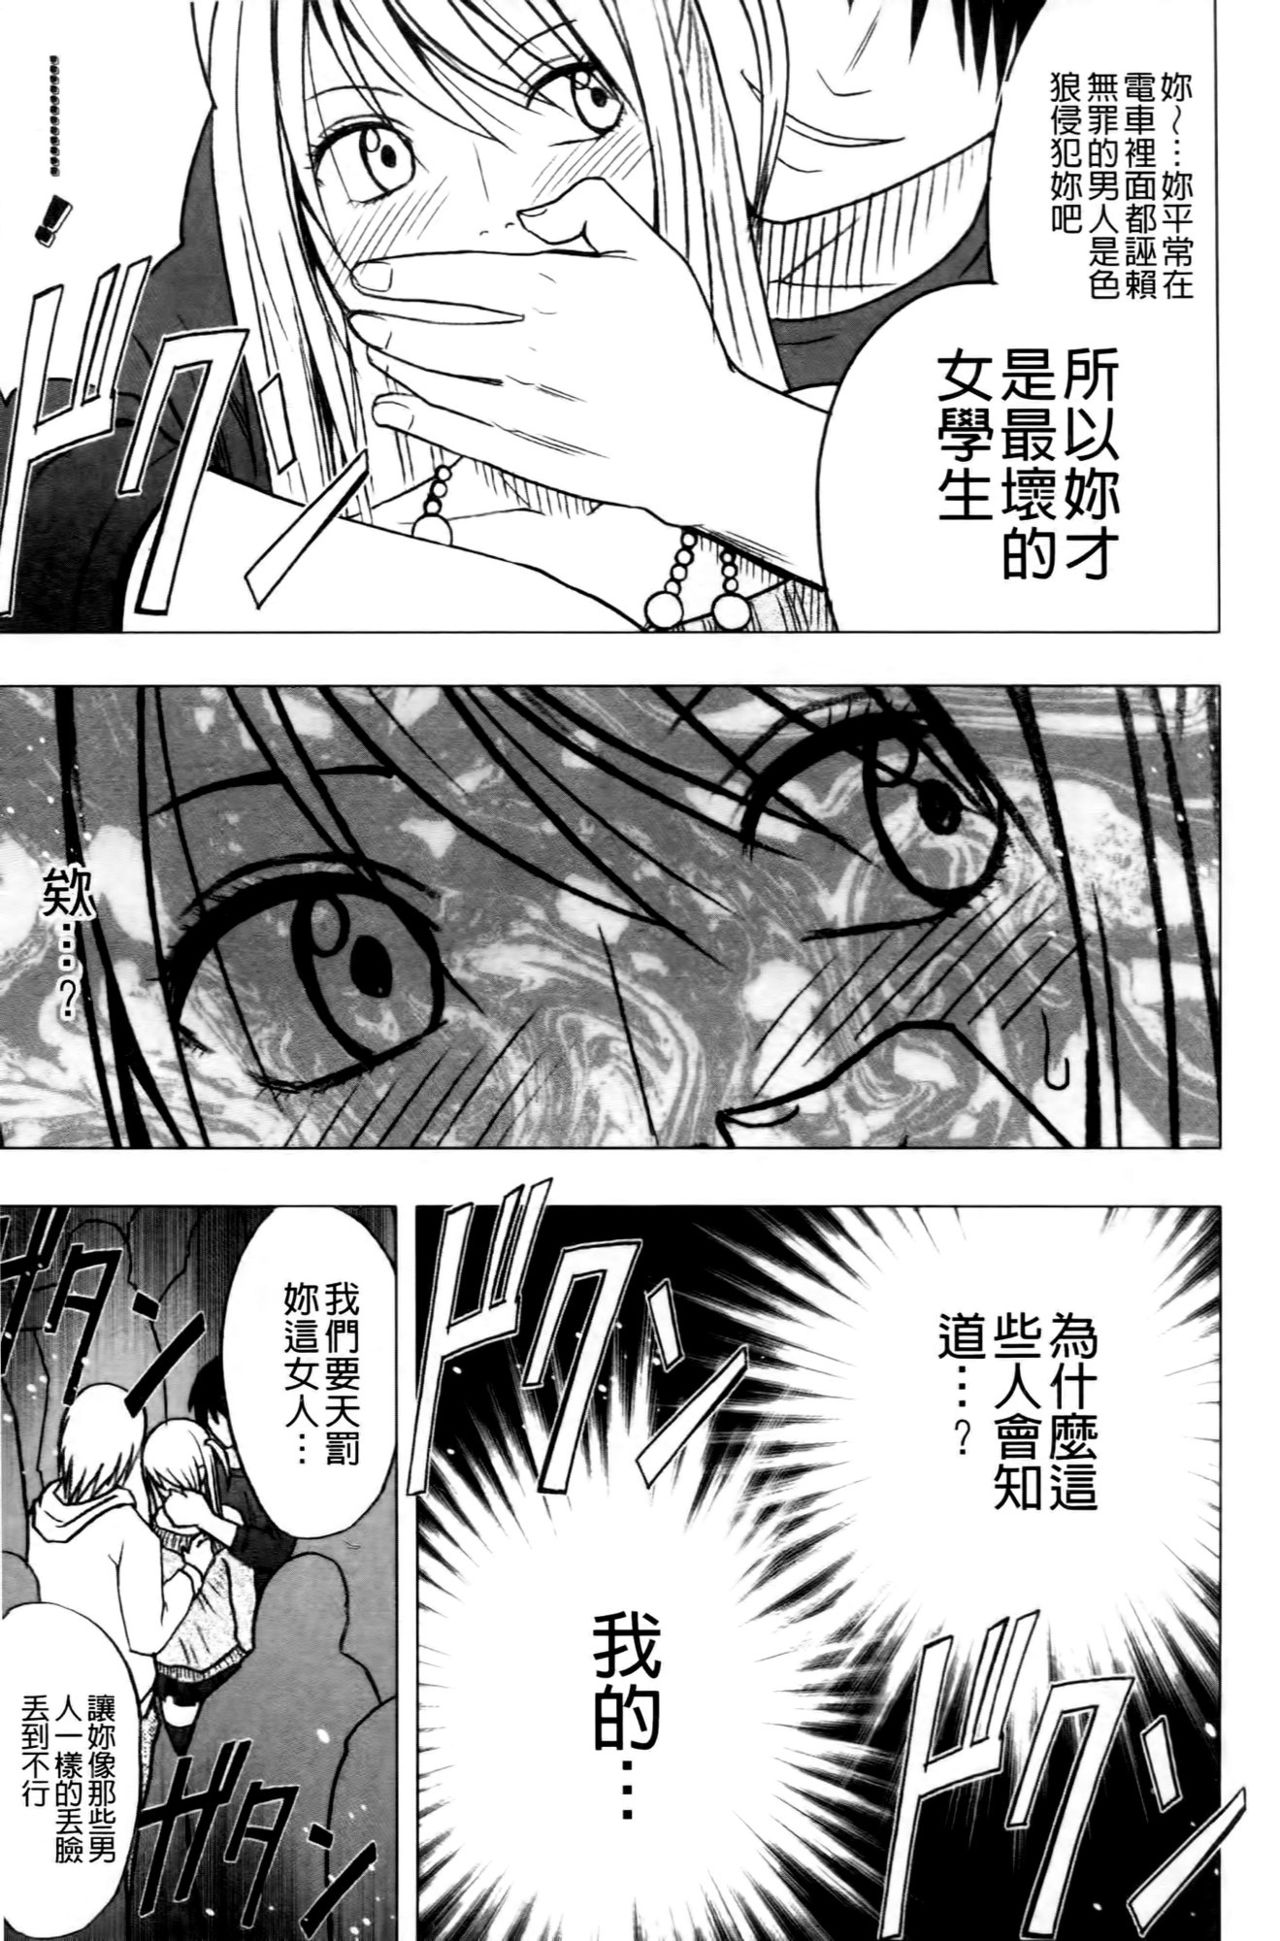 妳～…妳平常在
電車裡面都誣賴
無罪的男人是色
狼侵犯妳吧
所以妳才
是最壞的
女學生
…………！
ドクン
欸…？
為什麼這
些人會知
道…？
我的…
ドクン
ドクン
我們要天罰
妳這女人…
ガタン
讓妳像那些男
人一樣的丟臉
丟到不行
ガタン